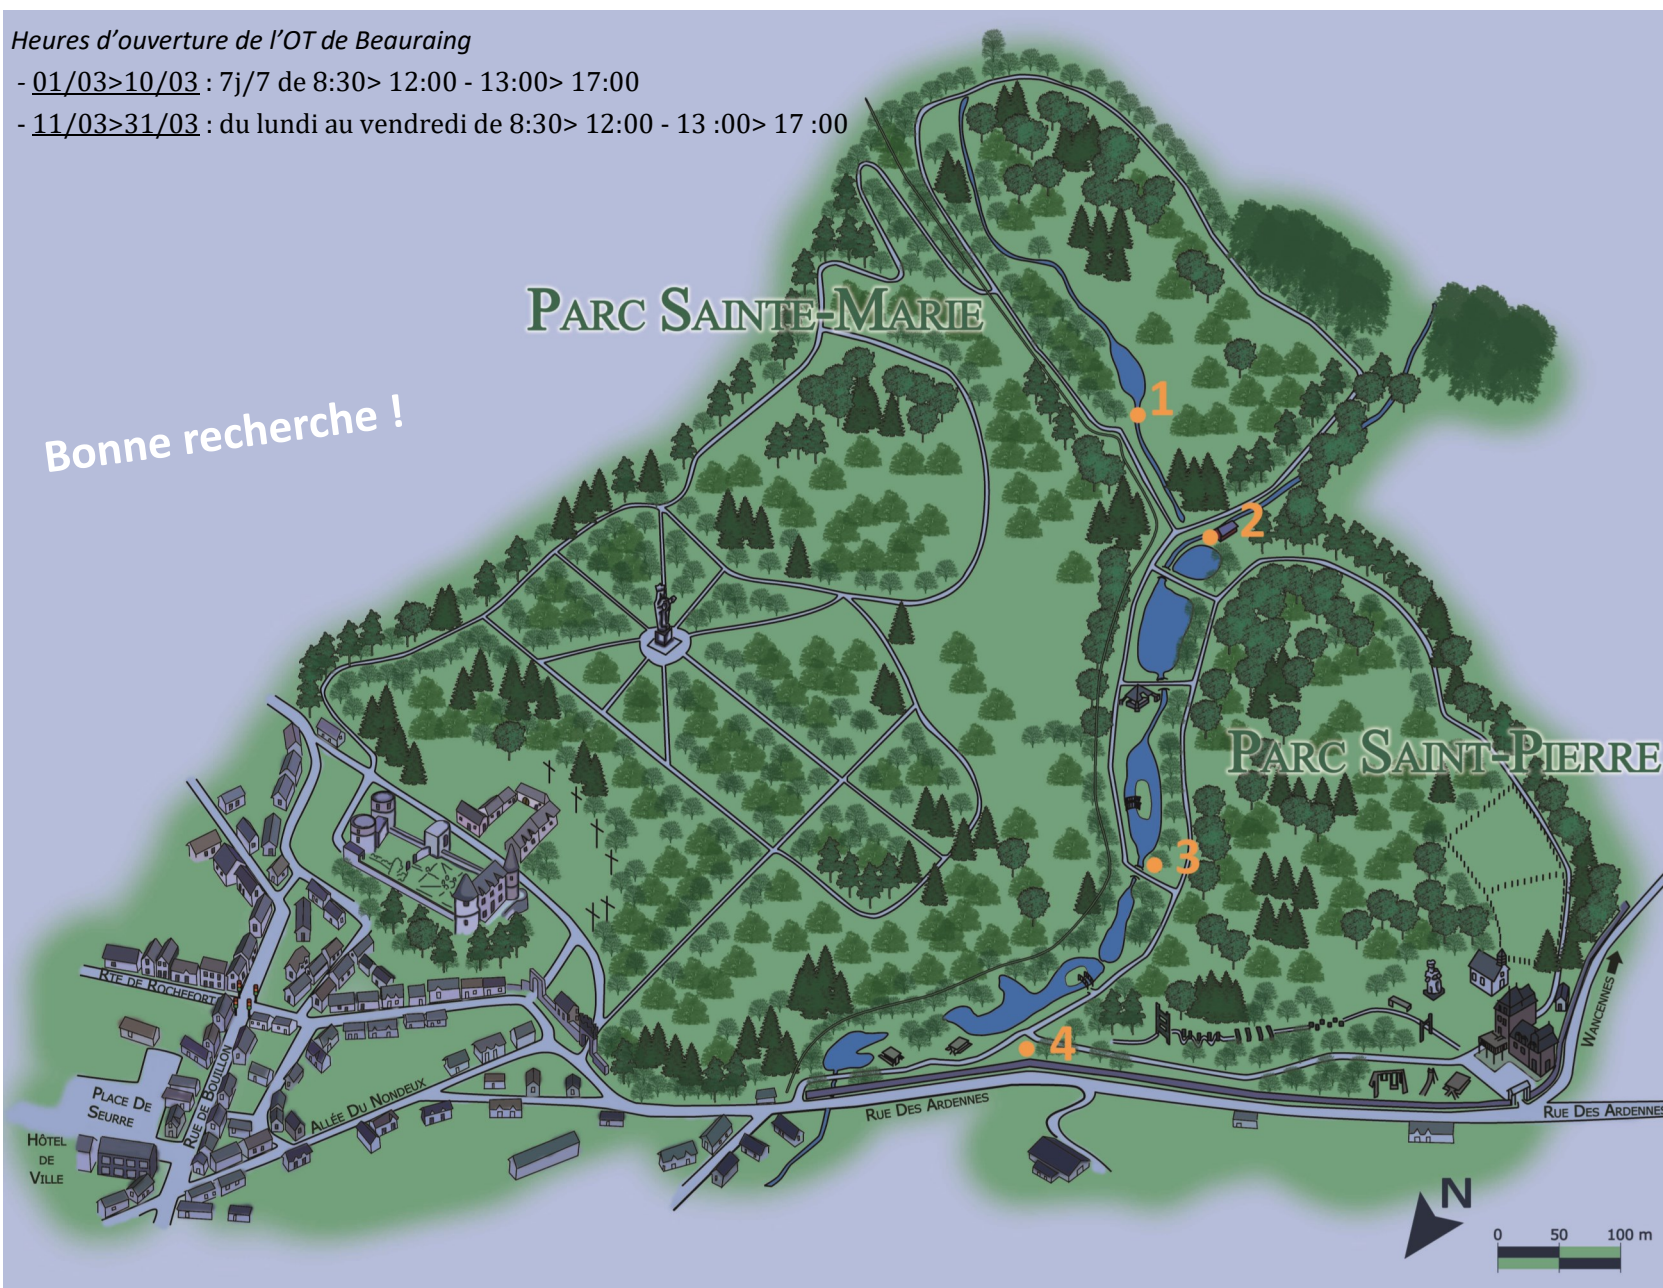 Heures d’ouverture de l’OT de Beauraing
- 01/03>10/03 : 7j/7 de 8:30> 12:00 - 13:00> 17:00
- 11/03>31/03 : du lundi au vendredi de 8:30> 12:00 - 13 :00> 17 :00
PARC SAINTE-MARIE
Bonne recherche !
1
2
PARC SAINT-PIERRE
3
RTE DE ROCHEFORT
WANCENNES
4
RUE DE BOUILLON
PLACE DE
SEURRE
ALLÉE DU NONDEUX
RUE DES ARDENNES
RUE DES ARDENNES
HÔTEL
DE
VILLE
N
0 50 100 m